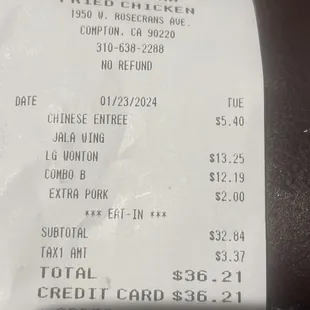 FRIED CHICKEN
1950 W. ROSECRANS AVE.
COMPTON, CA 90220
310-638-2288
NO REFUND
DATE 01/23/2024 TUE
CHINESE ENTREE $5.40
JALA WING
LG WONTON $13.25
COMBO B $12.19
EXTRA PORK $2.00
*** EAT-IN ***
SUBTOTAL $32.84
TAX1 AMT $3.37
TOTAL $36.21
CREDIT CARD $36.21